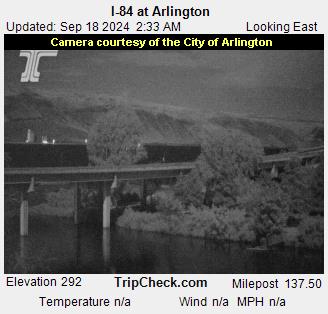 I-84 at Arlington
Updated: Sep 18 2024 2:33 AM Looking East
Camera courtesy of the City of Arlington
Elevation 292 TripCheck.com Milepost 137.50
Temperature n/a Wind n/a MPH n/a